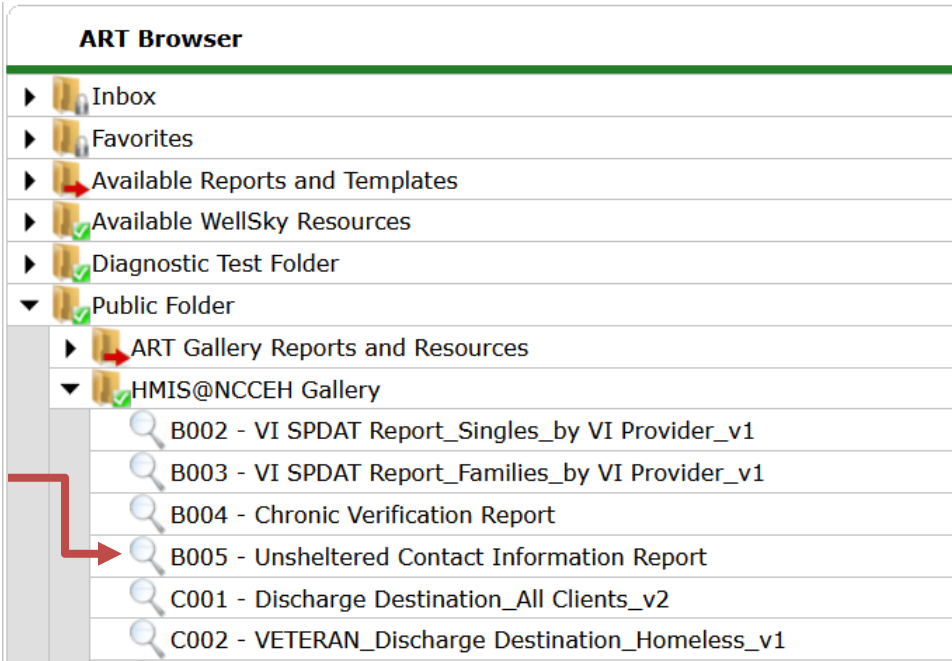 ART Browser
Inbox
Favorites
Available Reports and Templates
Available WellSky Resources
Diagnostic Test Folder
Public Folder
ART Gallery Reports and Resources
HMIS@NCCEH Gallery
B002 - VI SPDAT Report_Singles_by VI Provider_v1
B003 - VI SPDAT Report_Families_by VI Provider_v1
B004 - Chronic Verification Report
B005 - Unsheltered Contact Information Report
C001 - Discharge Destination_All Clients_v2
C002 - VETERAN_Discharge Destination_Homeless_v1